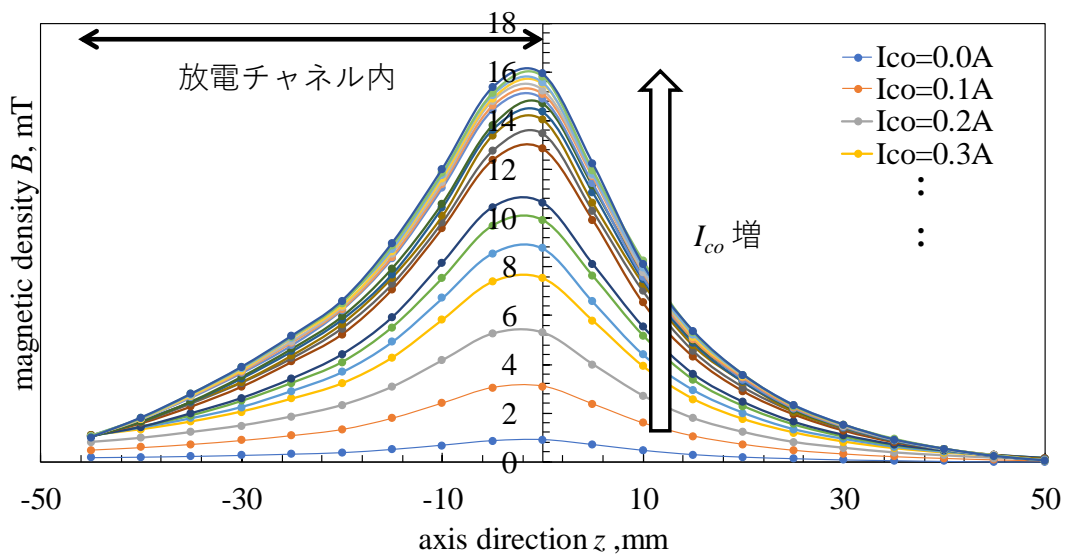 放電チャネル内
Ico=0.0A
Ico=0.1A
Ico=0.2A
Ico=0.3A
⋮ ⋮
I_co 増
magnetic density B, mT
18
16
14
12
10
8
6
4
2
0
-50 -30 -10 10 30 50
axis direction z ,mm